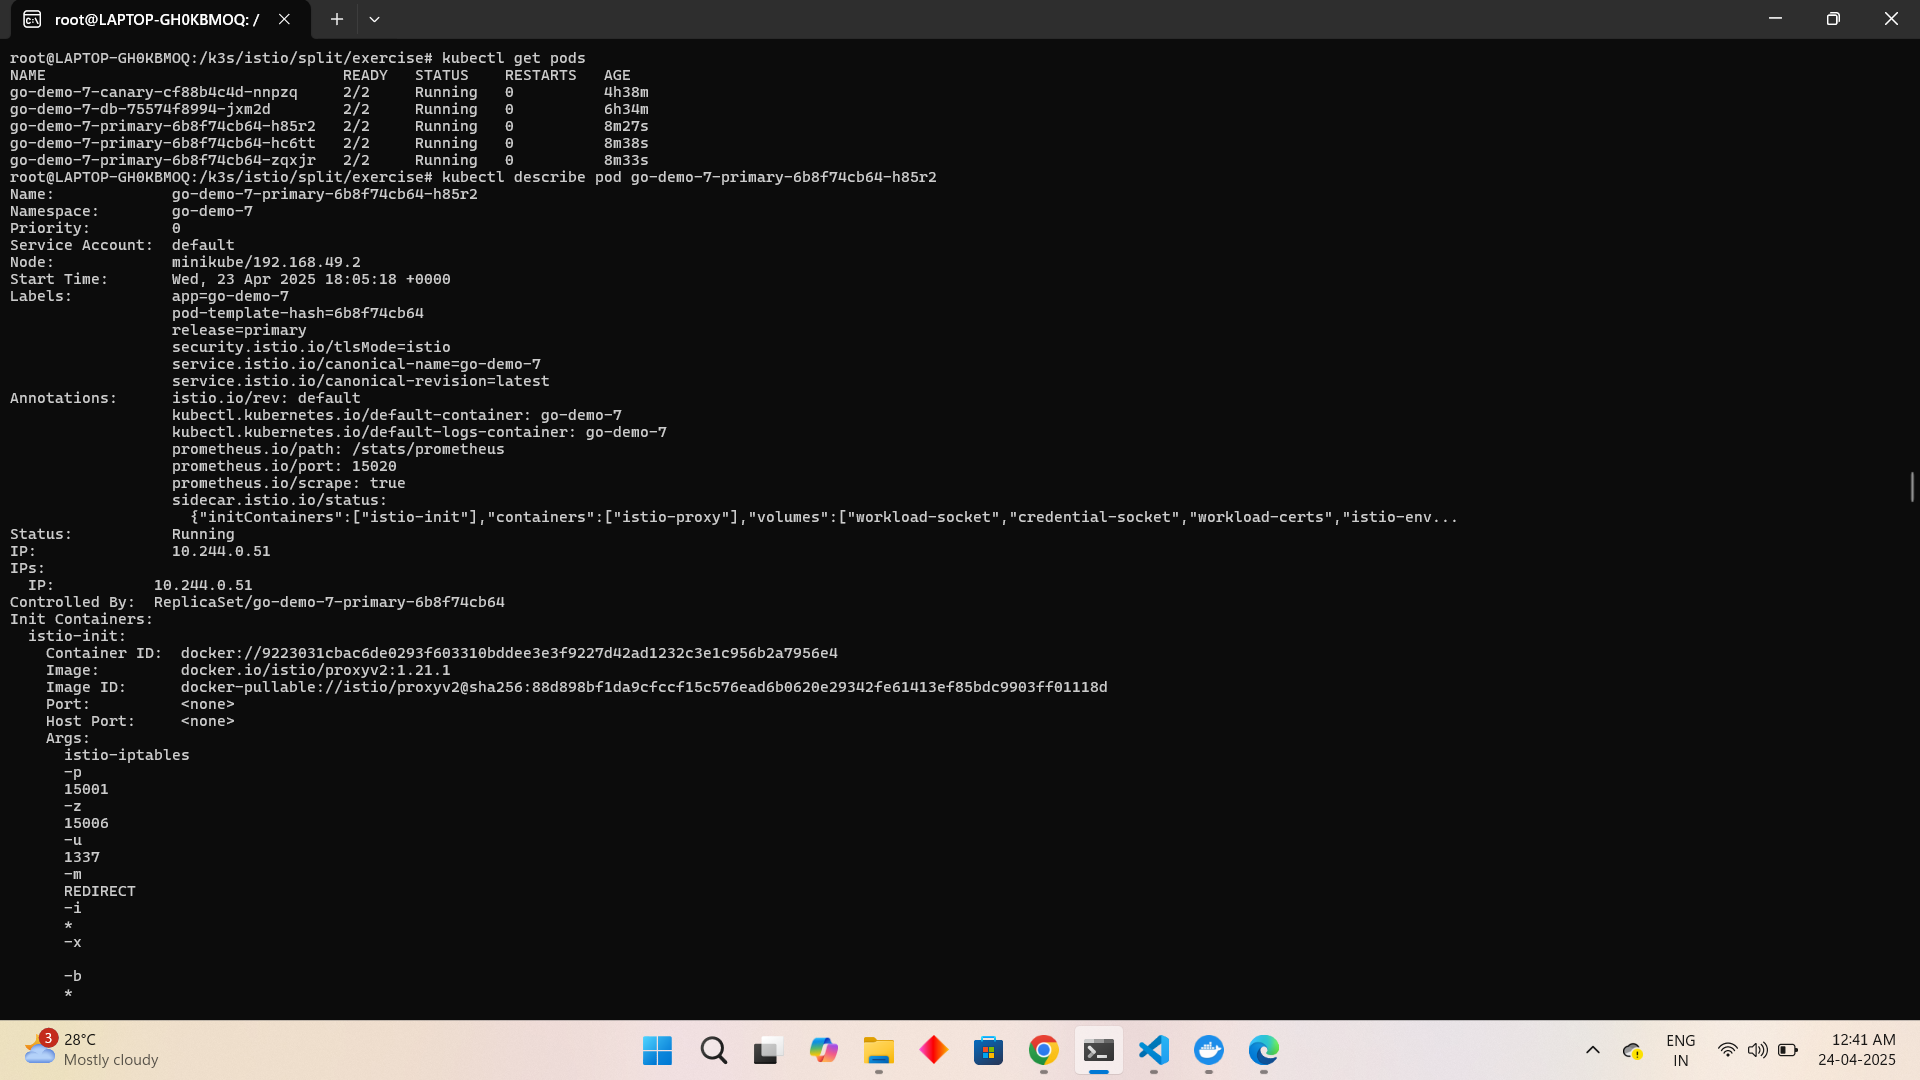 root@LAPTOP-GH0KBMOQ: /
root@LAPTOP-GH0KBMOQ:/k3s/istio/split/exercise# kubectl get pods
NAME                                 READY   STATUS    RESTARTS   AGE
go-demo-7-canary-cf88b4c4d-nnpzq     2/2     Running   0          4h38m
go-demo-7-db-75574f8994-jxm2d        2/2     Running   0          6h34m
go-demo-7-primary-6b8f74cb64-h85r2   2/2     Running   0          8m27s
go-demo-7-primary-6b8f74cb64-hc6tt   2/2     Running   0          8m38s
go-demo-7-primary-6b8f74cb64-zqxjr   2/2     Running   0          8m33s
root@LAPTOP-GH0KBMOQ:/k3s/istio/split/exercise# kubectl describe pod go-demo-7-primary-6b8f74cb64-h85r2
Name:             go-demo-7-primary-6b8f74cb64-h85r2
Namespace:        go-demo-7
Priority:         0
Service Account:  default
Node:             minikube/192.168.49.2
Start Time:       Wed, 23 Apr 2025 18:05:18 +0000
Labels:           app=go-demo-7
                  pod-template-hash=6b8f74cb64
                  release=primary
                  security.istio.io/tlsMode=istio
                  service.istio.io/canonical-name=go-demo-7
                  service.istio.io/canonical-revision=latest
Annotations:      istio.io/rev: default
                  kubectl.kubernetes.io/default-container: go-demo-7
                  kubectl.kubernetes.io/default-logs-container: go-demo-7
                  prometheus.io/path: /stats/prometheus
                  prometheus.io/port: 15020
                  prometheus.io/scrape: true
                  sidecar.istio.io/status:
                    {"initContainers":["istio-init"],"containers":["istio-proxy"],"volumes":["workload-socket","credential-socket","workload-certs","istio-env...
Status:           Running
IP:               10.244.0.51
IPs:
  IP:           10.244.0.51
Controlled By:  ReplicaSet/go-demo-7-primary-6b8f74cb64
Init Containers:
  istio-init:
    Container ID:  docker://9223031cbac6de0293f603310bddee3e3f9227d42ad1232c3e1c956b2a7956e4
    Image:         docker.io/istio/proxyv2:1.21.1
    Image ID:      docker-pullable://istio/proxyv2@sha256:88d898bf1da9cfccf15c576ead6b0620e29342fe61413ef85bdc9903ff01118d
    Port:          <none>
    Host Port:     <none>
    Args:
      istio-iptables
      -p
      15001
      -z
      15006
      -u
      1337
      -m
      REDIRECT
      -i
      *
      -x

      -b
      *
3
28°C
Mostly cloudy
ENG
IN
12:41 AM
24-04-2025